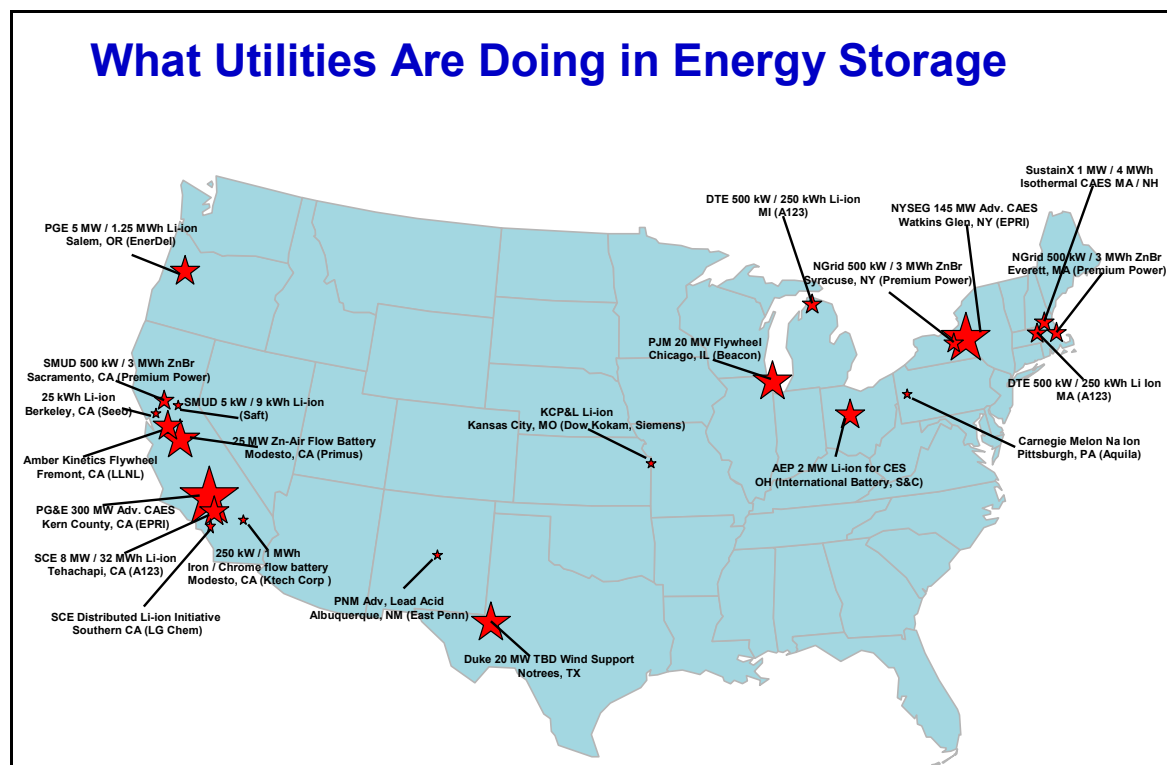 What Utilities Are Doing in Energy Storage
SustainX 1 MW / 4 MWh
Isothermal CAES MA / NH
DTE 500 kW / 250 kWh Li-ion
MI (A123)
NYSEG 145 MW Adv. CAES
Watkins Glen, NY (EPRI)
PGE 5 MW / 1.25 MWh Li-ion
Salem, OR (EnerDel)
NGrid 500 kW / 3 MWh ZnBr
Everett, MA (Premium Power)
NGrid 500 kW / 3 MWh ZnBr
Syracuse, NY (Premium Power)
PJM 20 MW Flywheel
Chicago, IL (Beacon)
SMUD 500 kW / 3 MWh ZnBr
Sacramento, CA (Premium Power)
DTE 500 kW / 250 kWh Li Ion
MA (A123)
25 kWh Li-ion
Berkeley, CA (Seeo)
SMUD 5 kW / 9 kWh Li-ion
(Saft)
KCP&L Li-ion
Kansas City, MO (Dow Kokam, Siemens)
25 MW Zn-Air Flow Battery
Modesto, CA (Primus)
Carnegie Melon Na Ion
Pittsburgh, PA (Aquila)
Amber Kinetics Flywheel
Fremont, CA (LLNL)
AEP 2 MW Li-ion for CES
OH (International Battery, S&C)
PG&E 300 MW Adv. CAES
Kern County, CA (EPRI)
SCE 8 MW / 32 MWh Li-ion
Tehachapi, CA (A123)
250 kW / 1 MWh
Iron / Chrome flow battery
Modesto, CA (Ktech Corp )
PNM Adv, Lead Acid
Albuquerque, NM (East Penn)
SCE Distributed Li-ion Initiative
Southern CA (LG Chem)
Duke 20 MW TBD Wind Support
Notrees, TX